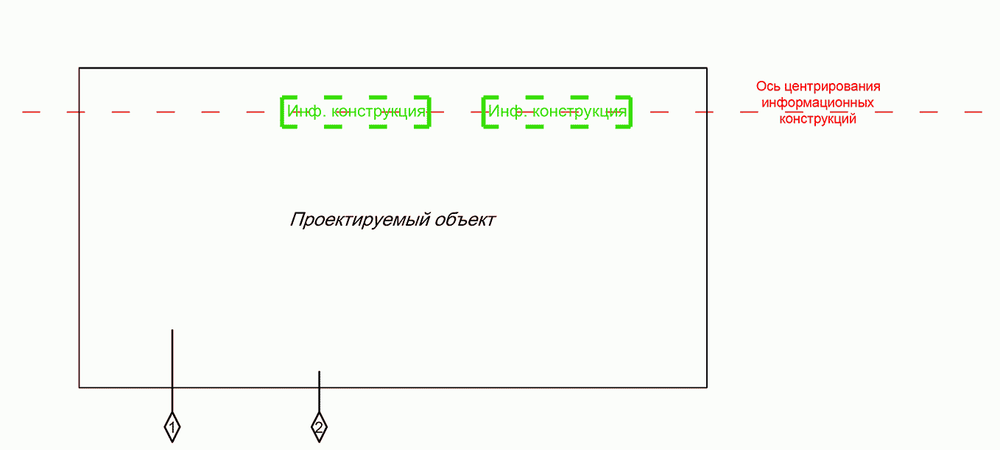 Ось центрирования
информационных
конструкций
Инф. конструкция
Инф. конструкция
Проектируемый объект
1
2